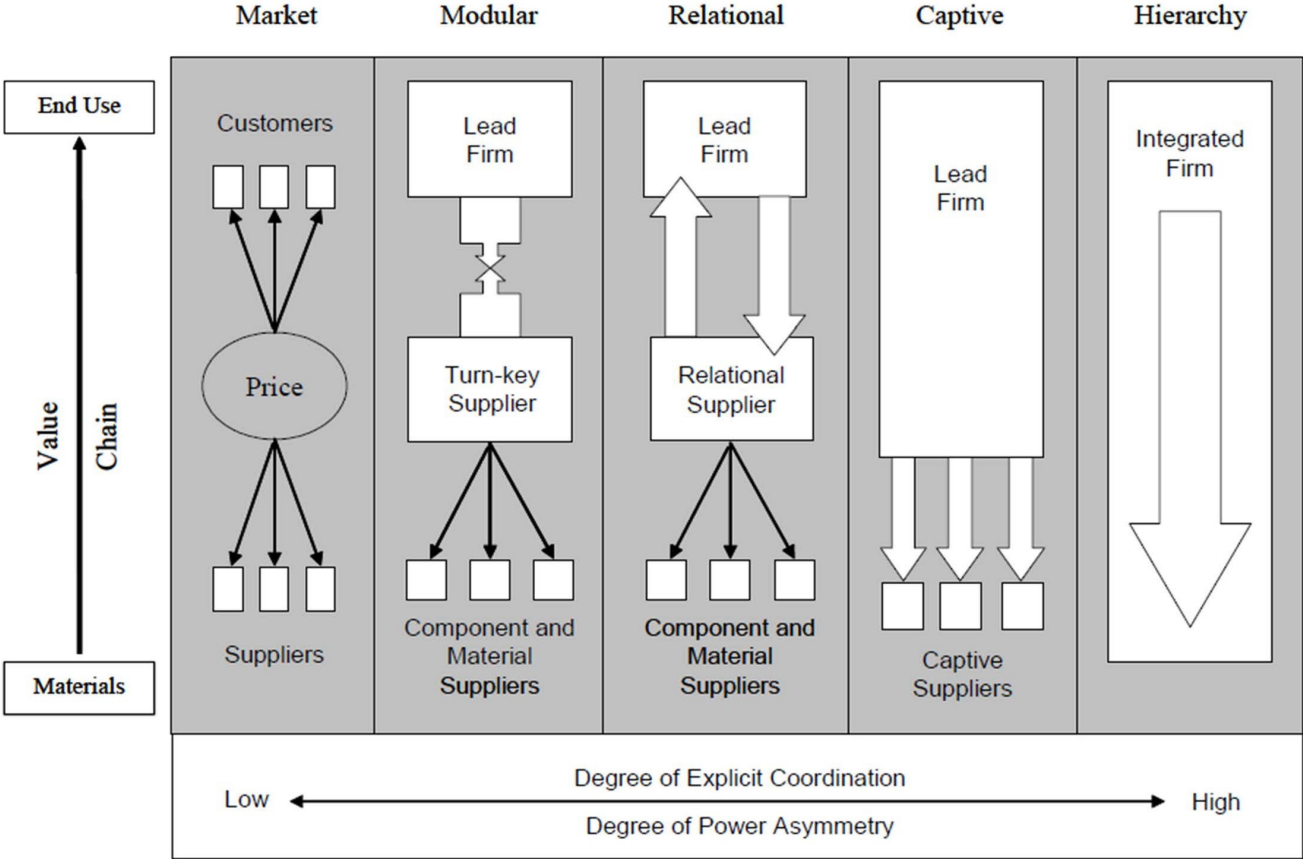 Market
Modular
Relational
Captive
Hierarchy
End Use
Value
Chain
Materials
Customers
Price
Suppliers
Lead
Firm
Turn-key
Supplier
Component and
Material
Suppliers
Lead
Firm
Relational
Supplier
Component and
Material
Suppliers
Lead
Firm
Captive
Suppliers
Integrated
Firm
Degree of Explicit Coordination
Low
High
Degree of Power Asymmetry